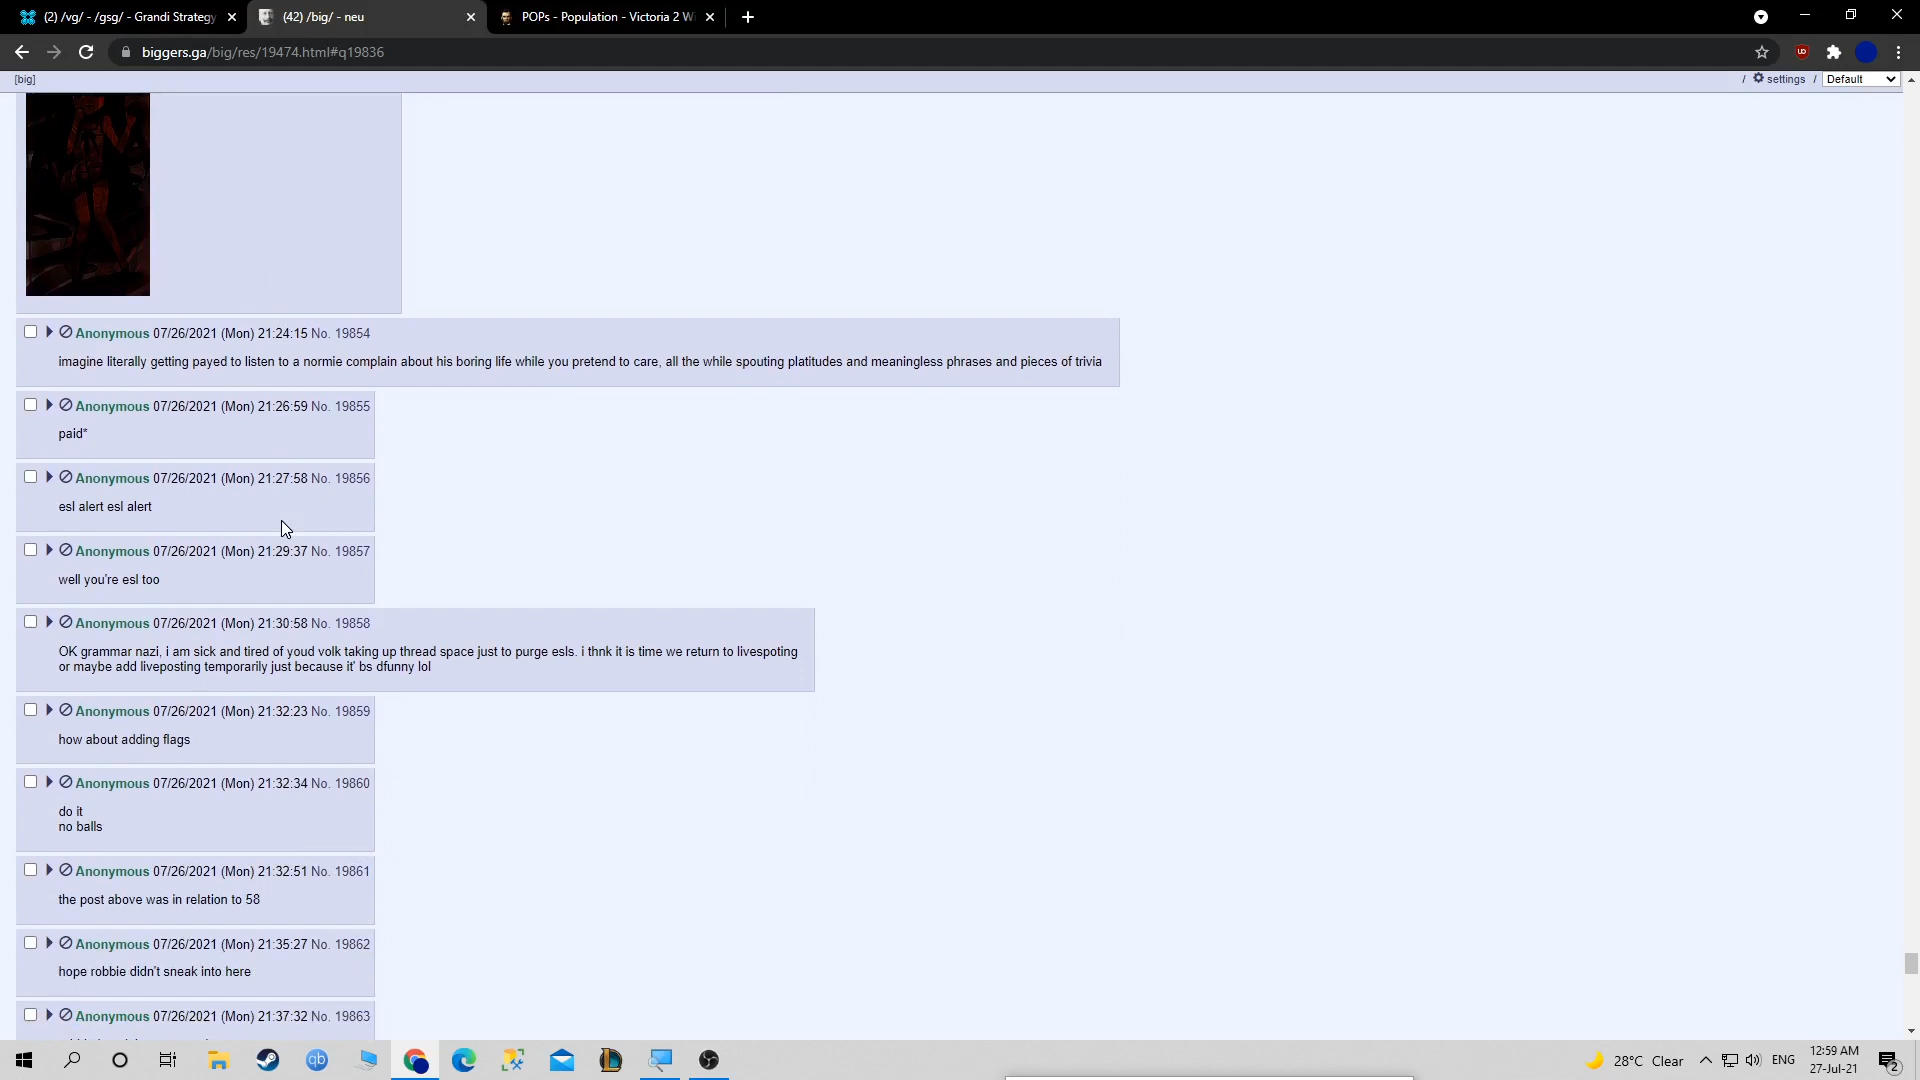 (2) /vg/ - /gsg/ - Grandi Strategy
(42) /big/ - neu
POPs - Population - Victoria 2 Wi
biggers.ga/big/res/19474.html#q19836
[big]
/ settings / Default
Anonymous 07/26/2021 (Mon) 21:24:15 No. 19854
imagine literally getting payed to listen to a normie complain about his boring life while you pretend to care, all the while spouting platitudes and meaningless phrases and pieces of trivia
Anonymous 07/26/2021 (Mon) 21:26:59 No. 19855
paid*
Anonymous 07/26/2021 (Mon) 21:27:58 No. 19856
esl alert esl alert
Anonymous 07/26/2021 (Mon) 21:29:37 No. 19857
well you're esl too
Anonymous 07/26/2021 (Mon) 21:30:58 No. 19858
OK grammar nazi, i am sick and tired of youd volk taking up thread space just to purge esls. i thnk it is time we return to livespoting
or maybe add liveposting temporarily just because it' bs dfunny lol
Anonymous 07/26/2021 (Mon) 21:32:23 No. 19859
how about adding flags
Anonymous 07/26/2021 (Mon) 21:32:34 No. 19860
do it
no balls
Anonymous 07/26/2021 (Mon) 21:32:51 No. 19861
the post above was in relation to 58
Anonymous 07/26/2021 (Mon) 21:35:27 No. 19862
hope robbie didn't sneak into here
Anonymous 07/26/2021 (Mon) 21:37:32 No. 19863
qb
28°C Clear
ENG
12:59 AM
27-Jul-21
2